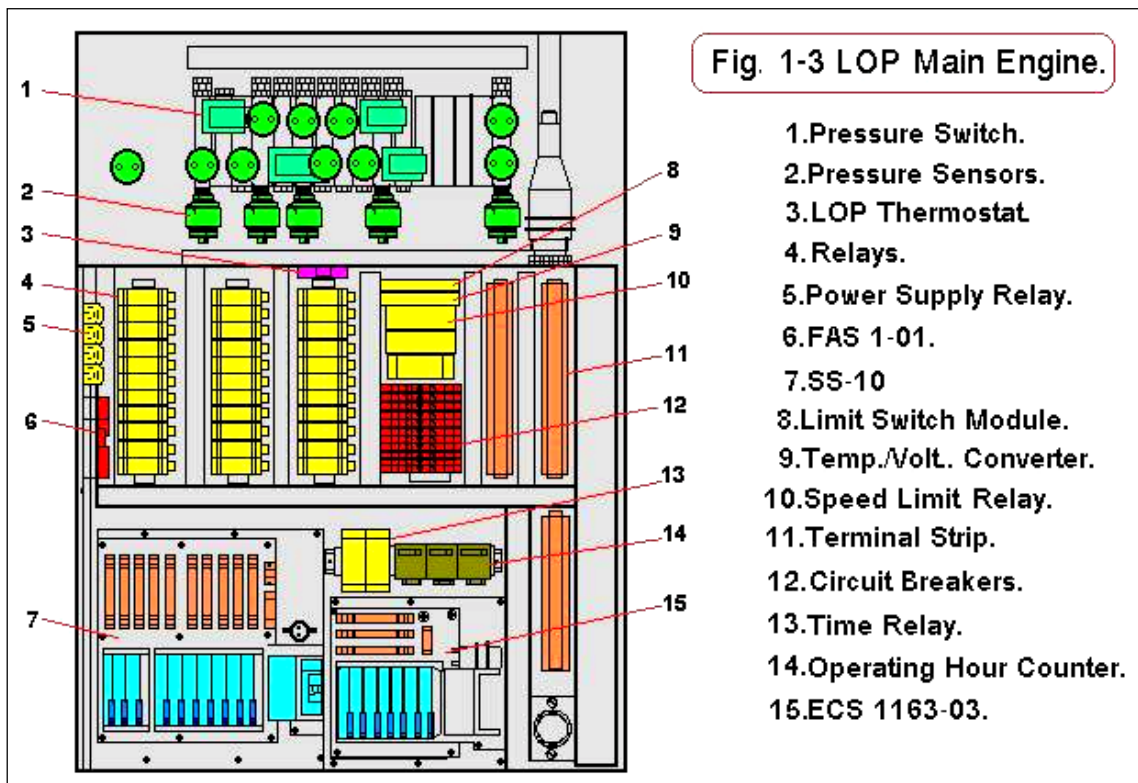 Fig. 1-3 LOP Main Engine.
1.Pressure Switch.
2.Pressure Sensors.
3.LOP Thermostat.
4.Relays.
5.Power Supply Relay.
6.FAS 1-01.
7.SS-10
8.Limit Switch Module.
9.Temp./Volt.. Converter.
10.Speed Limit Relay.
11.Terminal Strip.
12.Circuit Breakers.
13.Time Relay.
14.Operating Hour Counter.
15.ECS 1163-03.
1
2
3
4
5
6
7
8
9
10
11
12
13
14
15